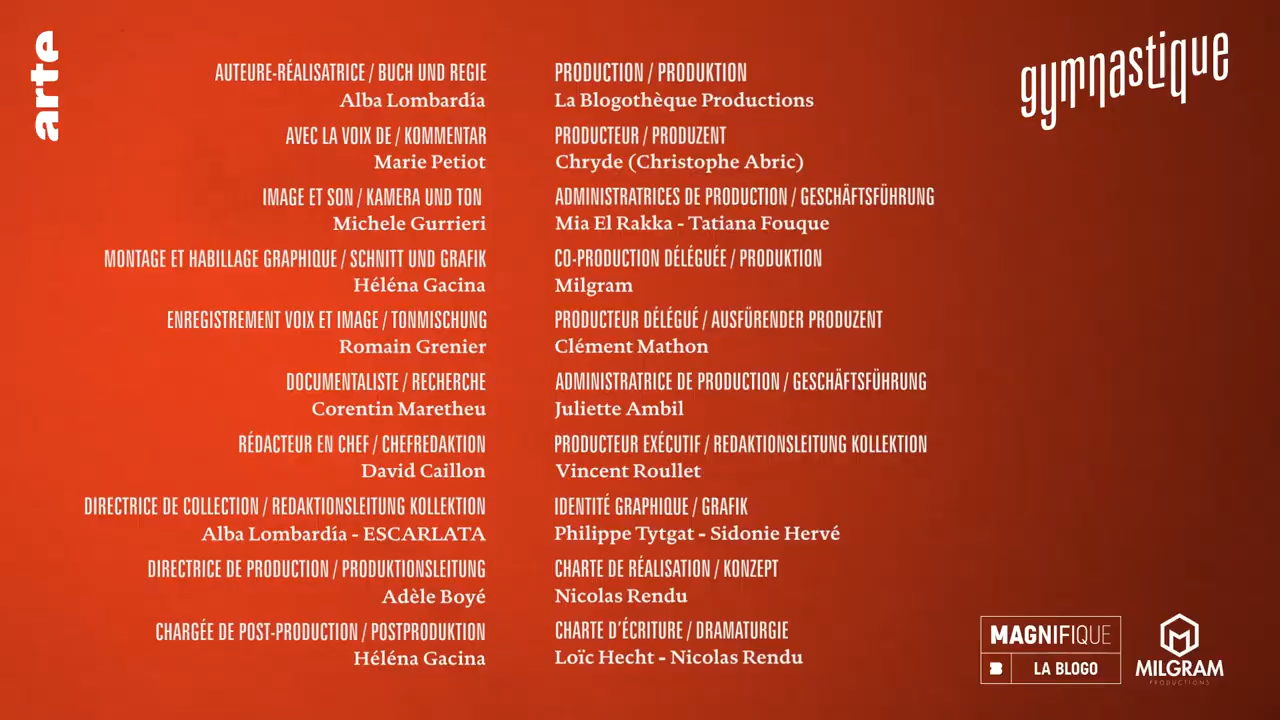 arte
gymnastique
AUTEURE-RÉALISATRICE / BUCH UND REGIE
Alba Lombardía
AVEC LA VOIX DE / KOMMENTAR
Marie Petiot
IMAGE ET SON / KAMERA UND TON
Michele Gurrieri
MONTAGE ET HABILLAGE GRAPHIQUE / SCHNITT UND GRAFIK
Héléna Gacina
ENREGISTREMENT VOIX ET IMAGE / TONMISCHUNG
Romain Grenier
DOCUMENTALISTE / RECHERCHE
Corentin Maretheu
RÉDACTEUR EN CHEF / CHEFREDAKTION
David Caillon
DIRECTRICE DE COLLECTION / REDAKTIONSLEITUNG KOLLEKTION
Alba Lombardía - ESCARLATA
DIRECTRICE DE PRODUCTION / PRODUKTIONSLEITUNG
Adèle Boyé
CHARGÉE DE POST-PRODUCTION / POSTPRODUKTION
Héléna Gacina
PRODUCTION / PRODUKTION
La Blogothèque Productions
PRODUCTEUR / PRODUZENT
Chryde (Christophe Abric)
ADMINISTRATRICES DE PRODUCTION / GESCHÄFTSFÜHRUNG
Mia El Rakka - Tatiana Fouque
CO-PRODUCTION DÉLÉGUÉE / PRODUKTION
Milgram
PRODUCTEUR DÉLÉGUÉ / AUSFÜRENDER PRODUZENT
Clément Mathon
ADMINISTRATRICE DE PRODUCTION / GESCHÄFTSFÜHRUNG
Juliette Ambil
PRODUCTEUR EXÉCUTIF / REDAKTIONSLEITUNG KOLLEKTION
Vincent Roullet
IDENTITÉ GRAPHIQUE / GRAFIK
Philippe Tytgat - Sidonie Hervé
CHARTE DE RÉALISATION / KONZEPT
Nicolas Rendu
CHARTE D'ÉCRITURE / DRAMATURGIE
Loïc Hecht - Nicolas Rendu
MAGNIFIQUE
B LA BLOGO
MILGRAM
PRODUCTIONS